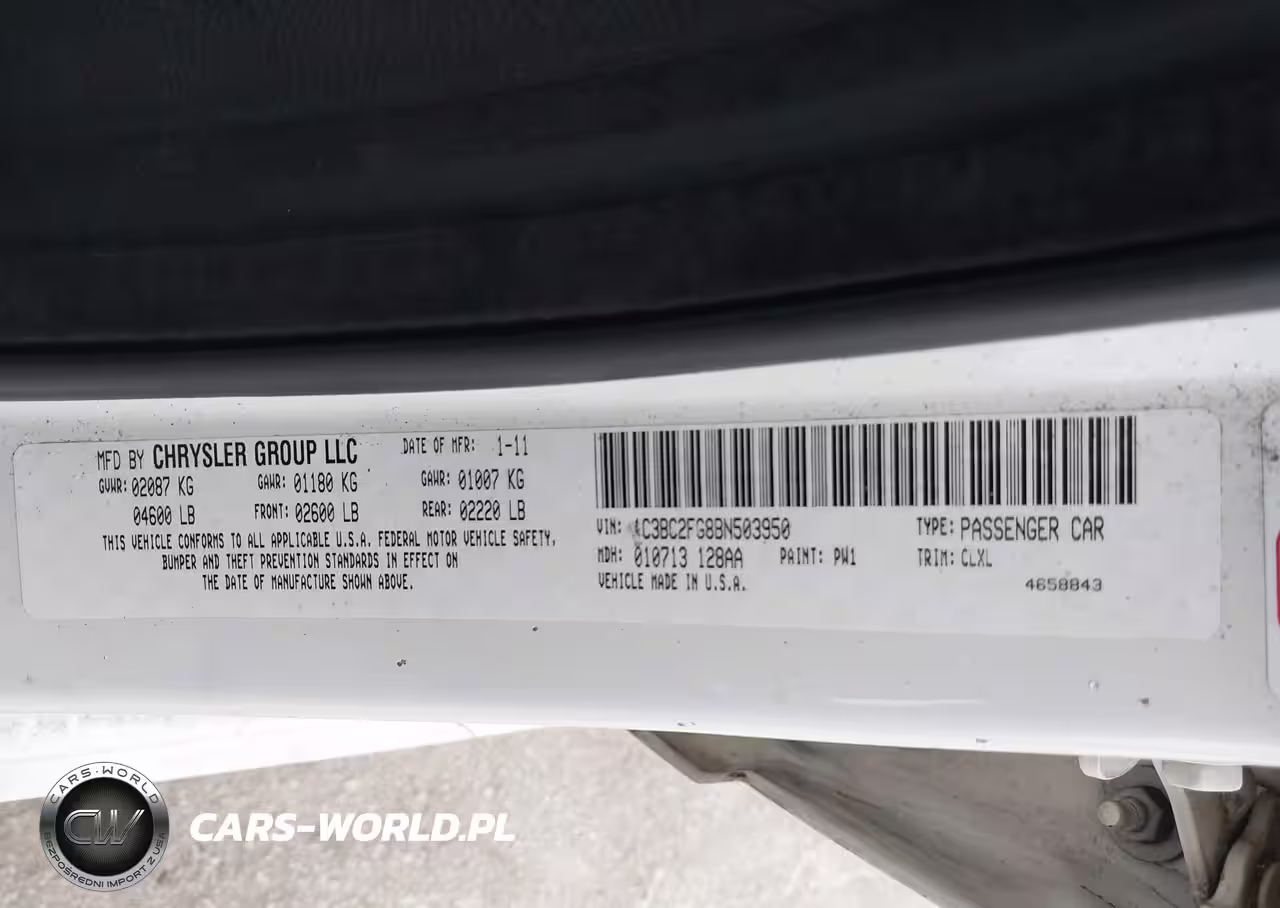 MFD BY CHRYSLER GROUP LLC DATE OF MFR: 1-11
GVWR: 02087 KG GAWR: 01180 KG GAWR: 01007 KG
04600 LB FRONT: 02600 LB REAR: 02220 LB
THIS VEHICLE CONFORMS TO ALL APPLICABLE U.S.A. FEDERAL MOTOR VEHICLE SAFETY,
BUMPER AND THEFT PREVENTION STANDARDS IN EFFECT ON
THE DATE OF MANUFACTURE SHOWN ABOVE.
VIN: 1C3BC2FG8BN503950 TYPE: PASSENGER CAR
MDH: 010713 128AA PAINT: PW1 TRIM: CLXL
VEHICLE MADE IN U.S.A. 4658843
CARS-WORLD
CW
BEZPOŚREDNI IMPORT Z USA
CARS-WORLD.PL